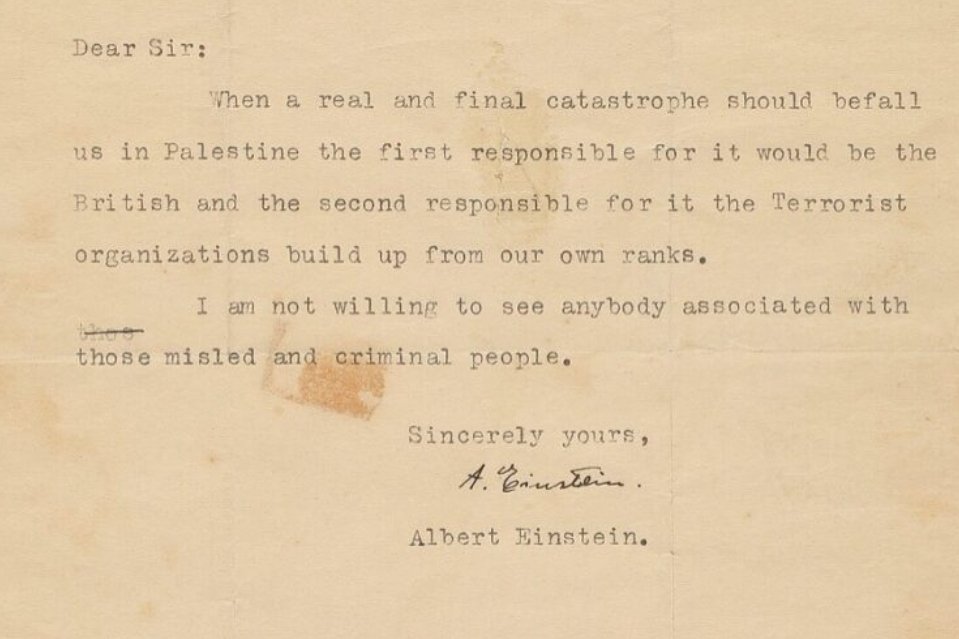 Dear Sir:
When a real and final catastrophe should befall
us in Palestine the first responsible for it would be the
British and the second responsible for it the Terrorist
organizations build up from our own ranks.
I am not willing to see anybody associated with
thos
those misled and criminal people.
Sincerely yours,
A. Einstein.
Albert Einstein.